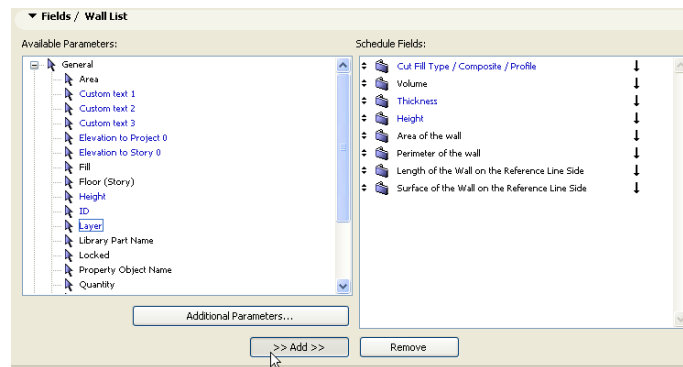 Fields / Wall List
Available Parameters:
General
Area
Custom text 1
Custom text 2
Custom text 3
Elevation to Project 0
Elevation to Story 0
Fill
Floor (Story)
Height
ID
Layer
Library Part Name
Locked
Property Object Name
Quantity
Additional Parameters...
Schedule Fields:
Cut Fill Type / Composite / Profile
Volume
Thickness
Height
Area of the wall
Perimeter of the wall
Length of the Wall on the Reference Line Side
Surface of the Wall on the Reference Line Side
>> Add >>
Remove